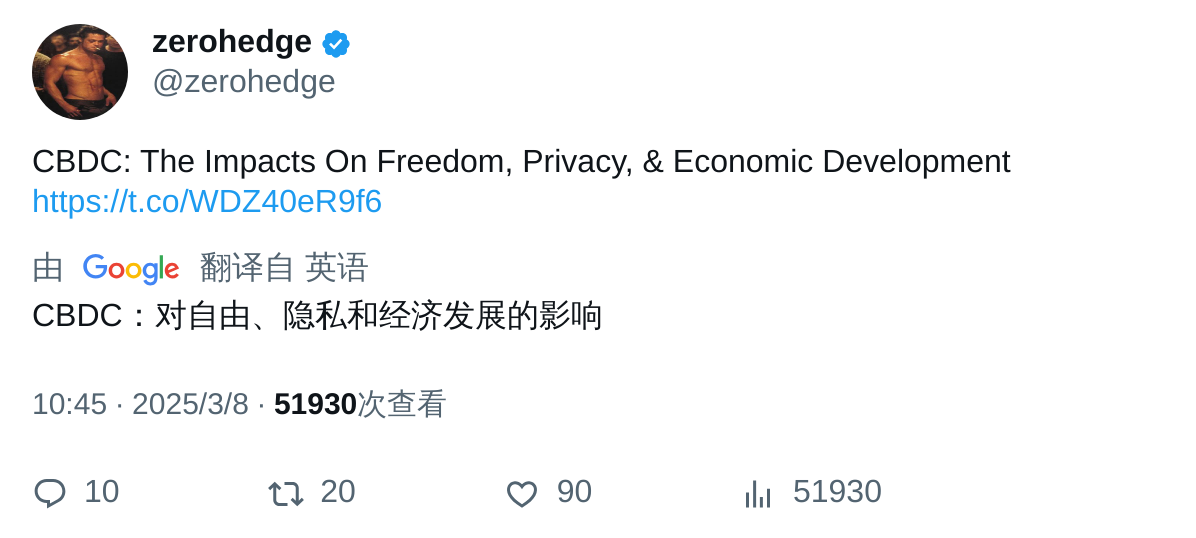 zerohedge
@zerohedge
CBDC: The Impacts On Freedom, Privacy, & Economic Development
https://t.co/WDZ40eR9f6
由 Google 翻译自 英语
CBDC：对自由、隐私和经济发展的影响
10:45 · 2025/3/8 · 51930次查看
10 20 90 51930